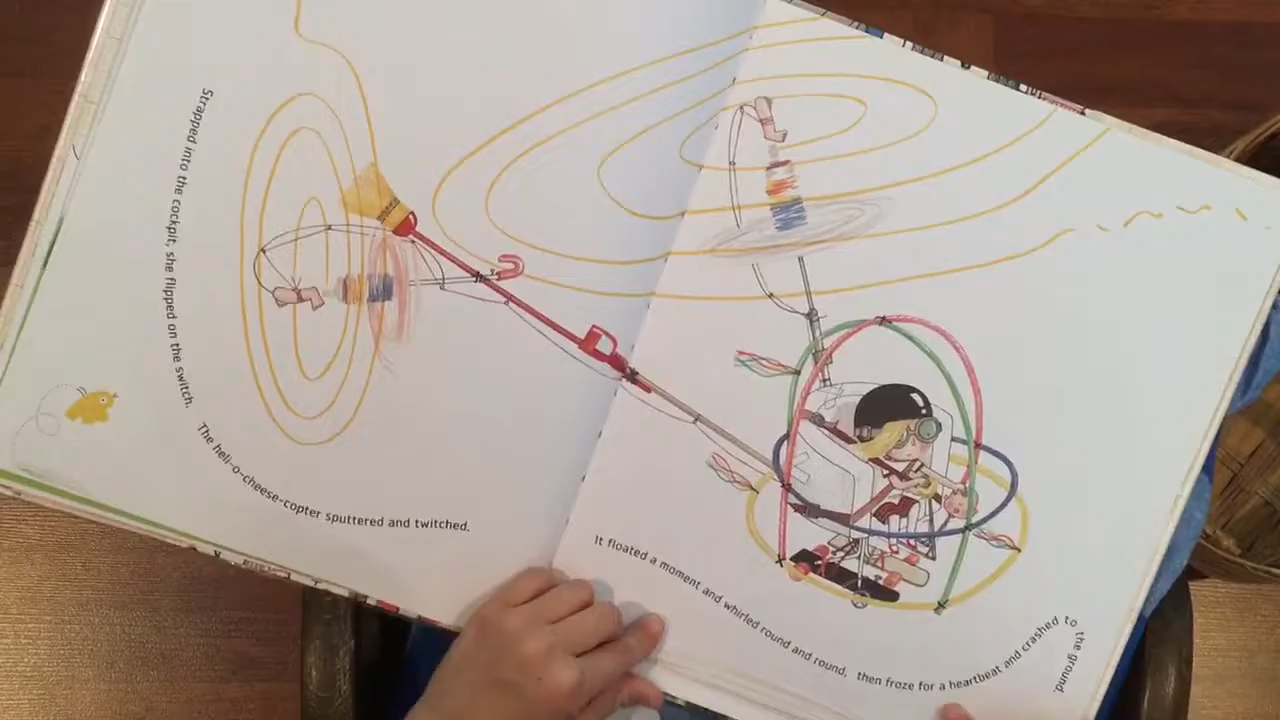 Strapped into the cockpit, she flipped on the switch.
The heli-o-cheese-copter sputtered and twitched.
It floated a moment and whirled round and round, then froze for a heartbeat and crashed to the ground.